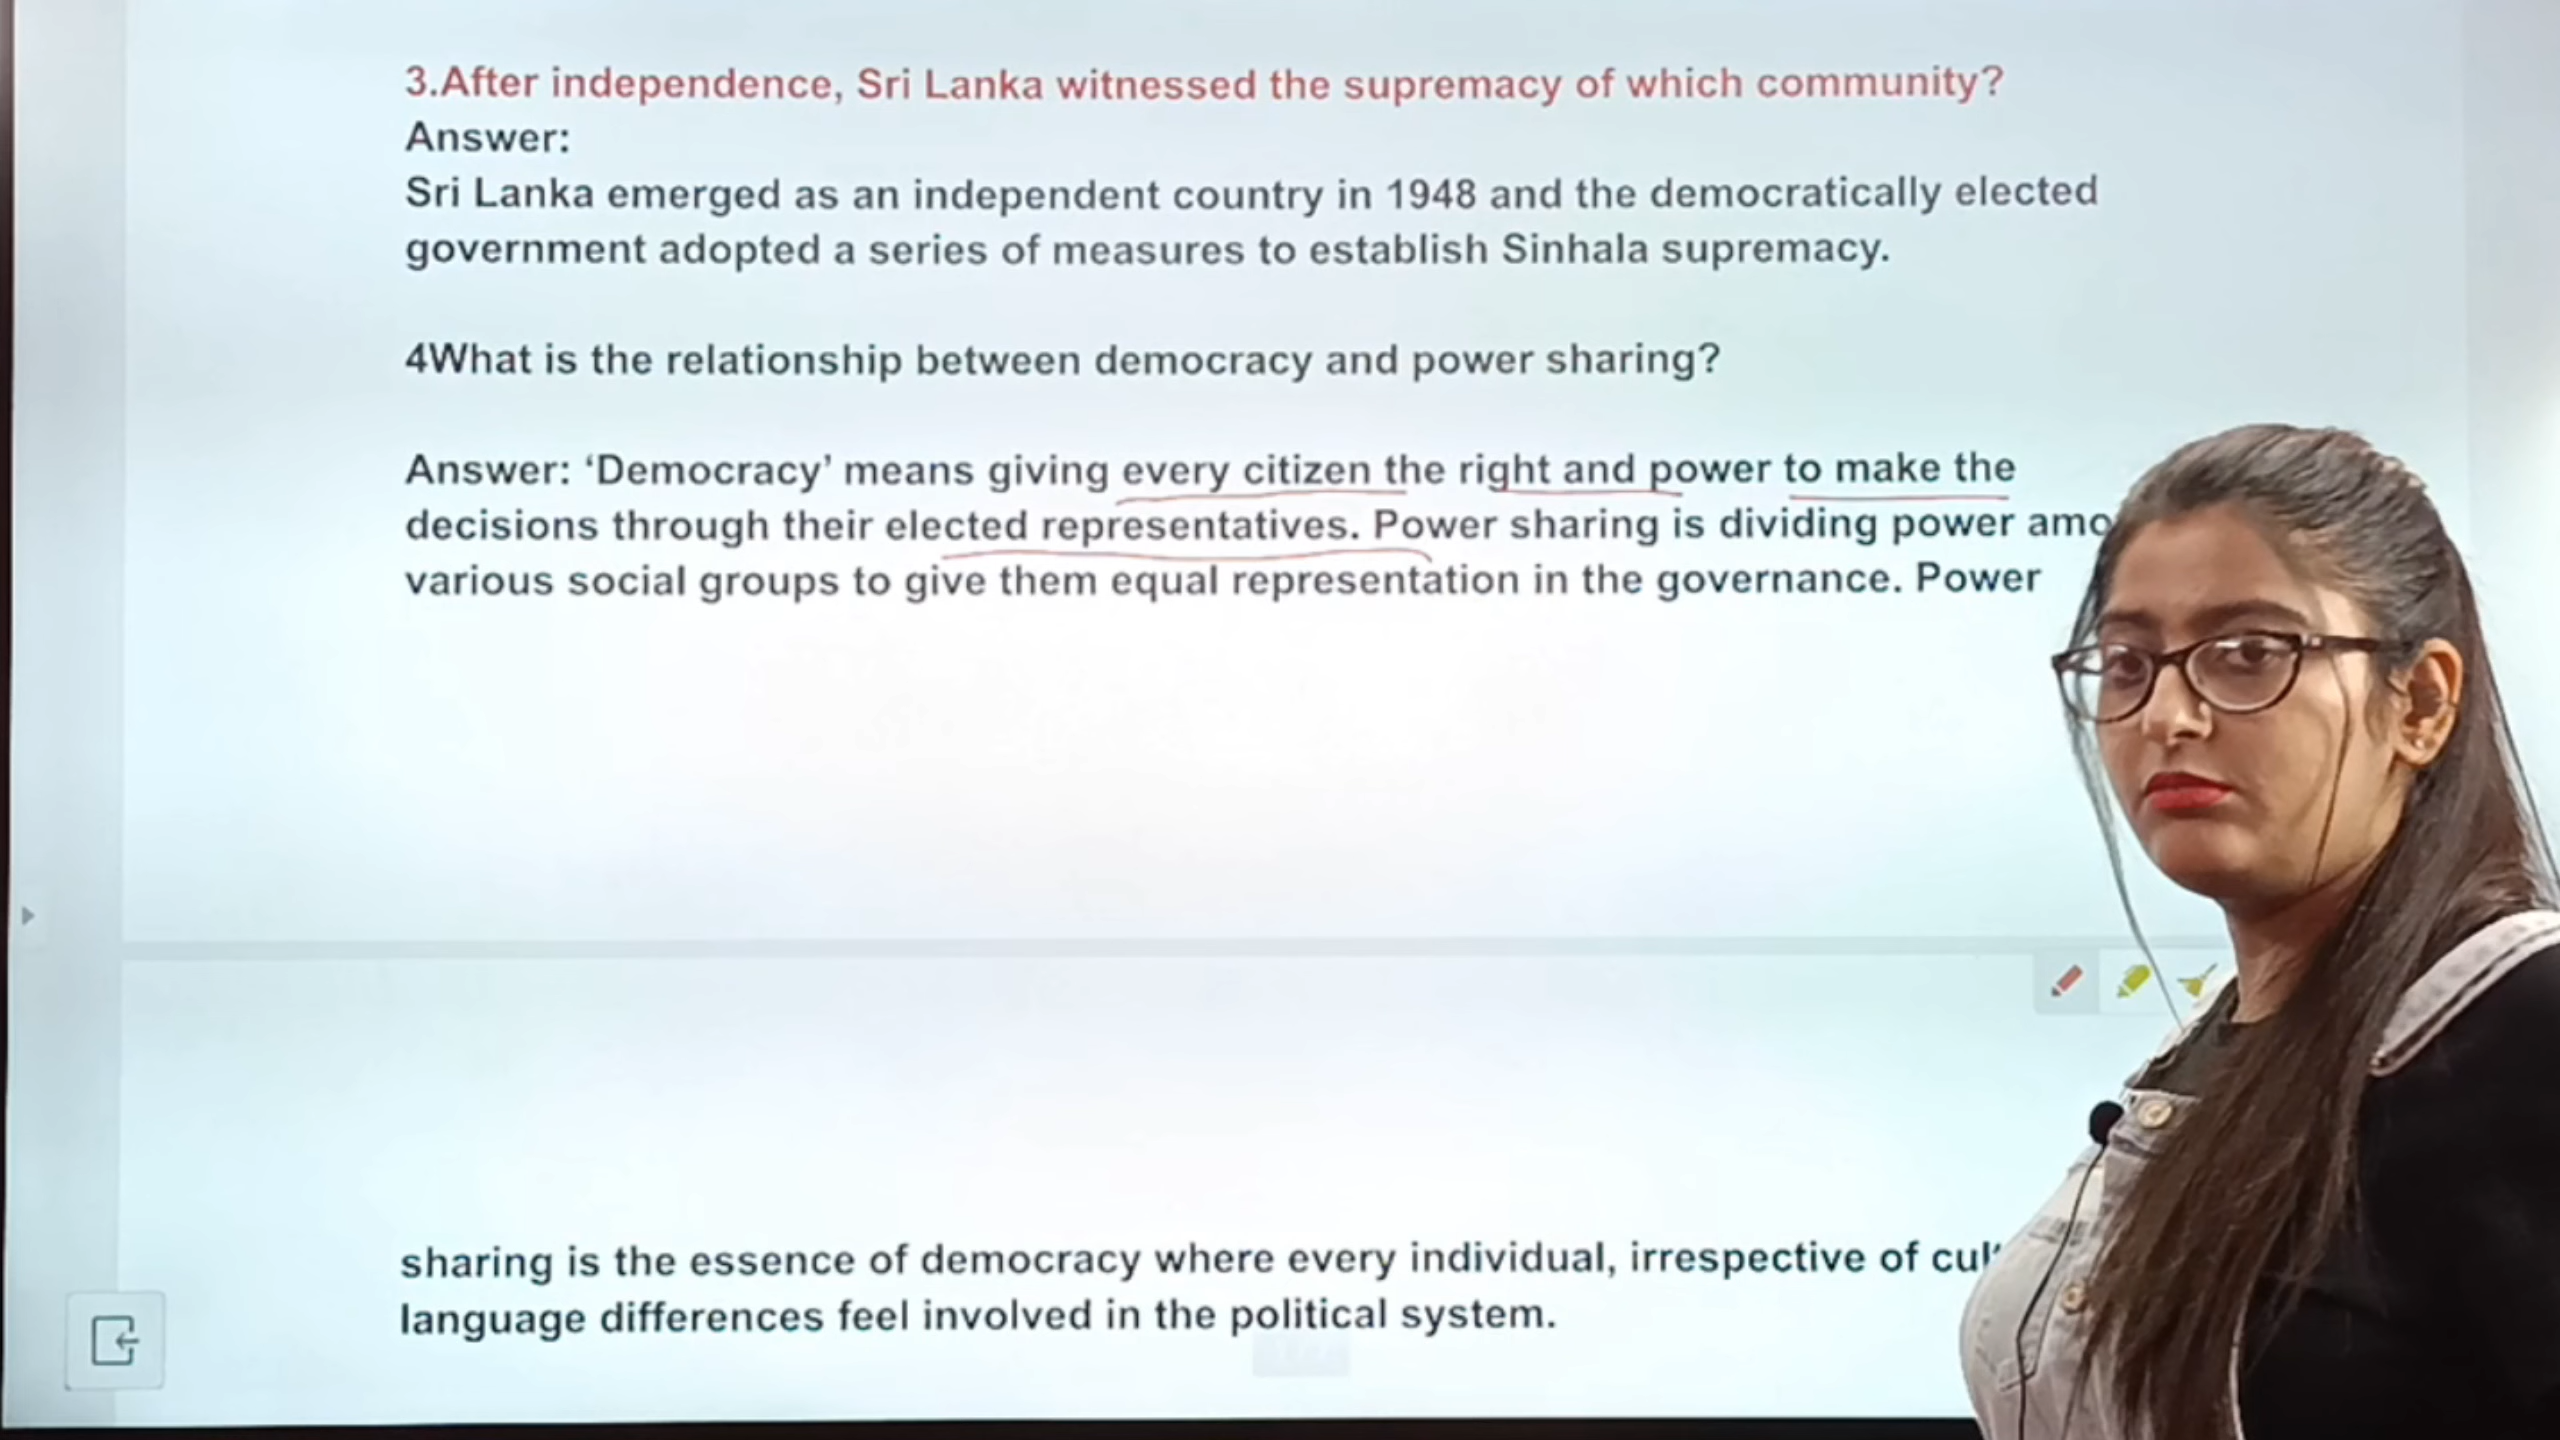 3.After independence, Sri Lanka witnessed the supremacy of which community?
Answer:
Sri Lanka emerged as an independent country in 1948 and the democratically elected
government adopted a series of measures to establish Sinhala supremacy.
4What is the relationship between democracy and power sharing?
Answer: ‘Democracy’ means giving every citizen the right and power to make the
decisions through their elected representatives. Power sharing is dividing power
various social groups to give them equal representation in the governance. Power
sharing is the essence of democracy where every individual, irrespective of
language differences feel involved in the political system.